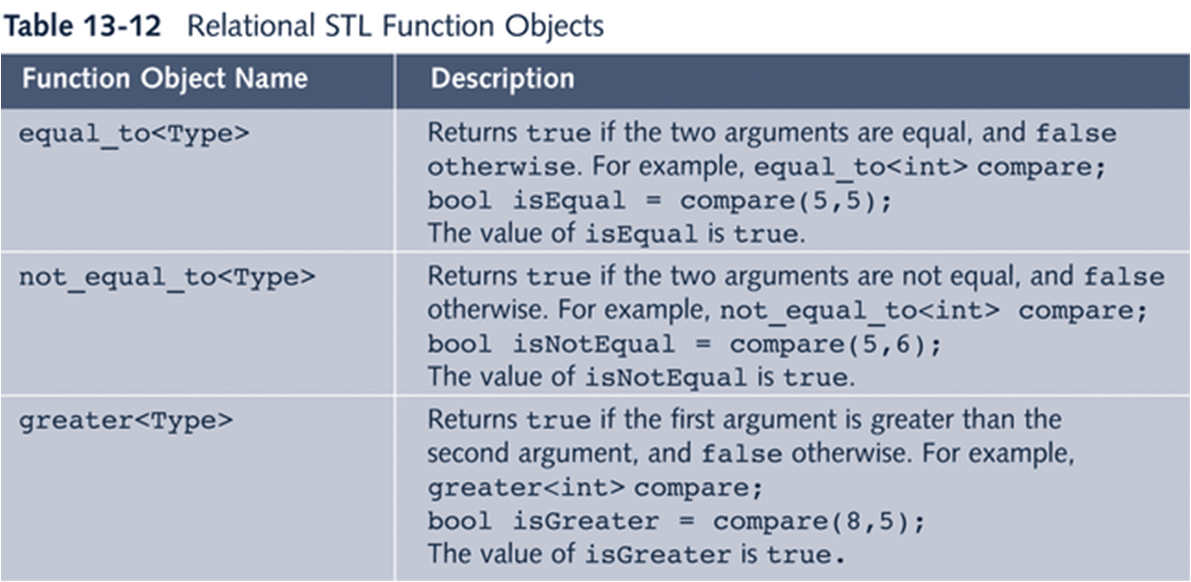 Table 13-12 Relational STL Function Objects
Function Object Name Description
equal_to<Type>
Returns true if the two arguments are equal, and false
otherwise. For example, equal_to<int> compare;
bool isEqual = compare(5,5);
The value of isEqual is true.
not_equal_to<Type>
Returns true if the two arguments are not equal, and false
otherwise. For example, not_equal_to<int> compare;
bool isNotEqual = compare(5,6);
The value of isNotEqual is true.
greater<Type>
Returns true if the first argument is greater than the
second argument, and false otherwise. For example,
greater<int> compare;
bool isGreater = compare(8,5);
The value of isGreater is true.